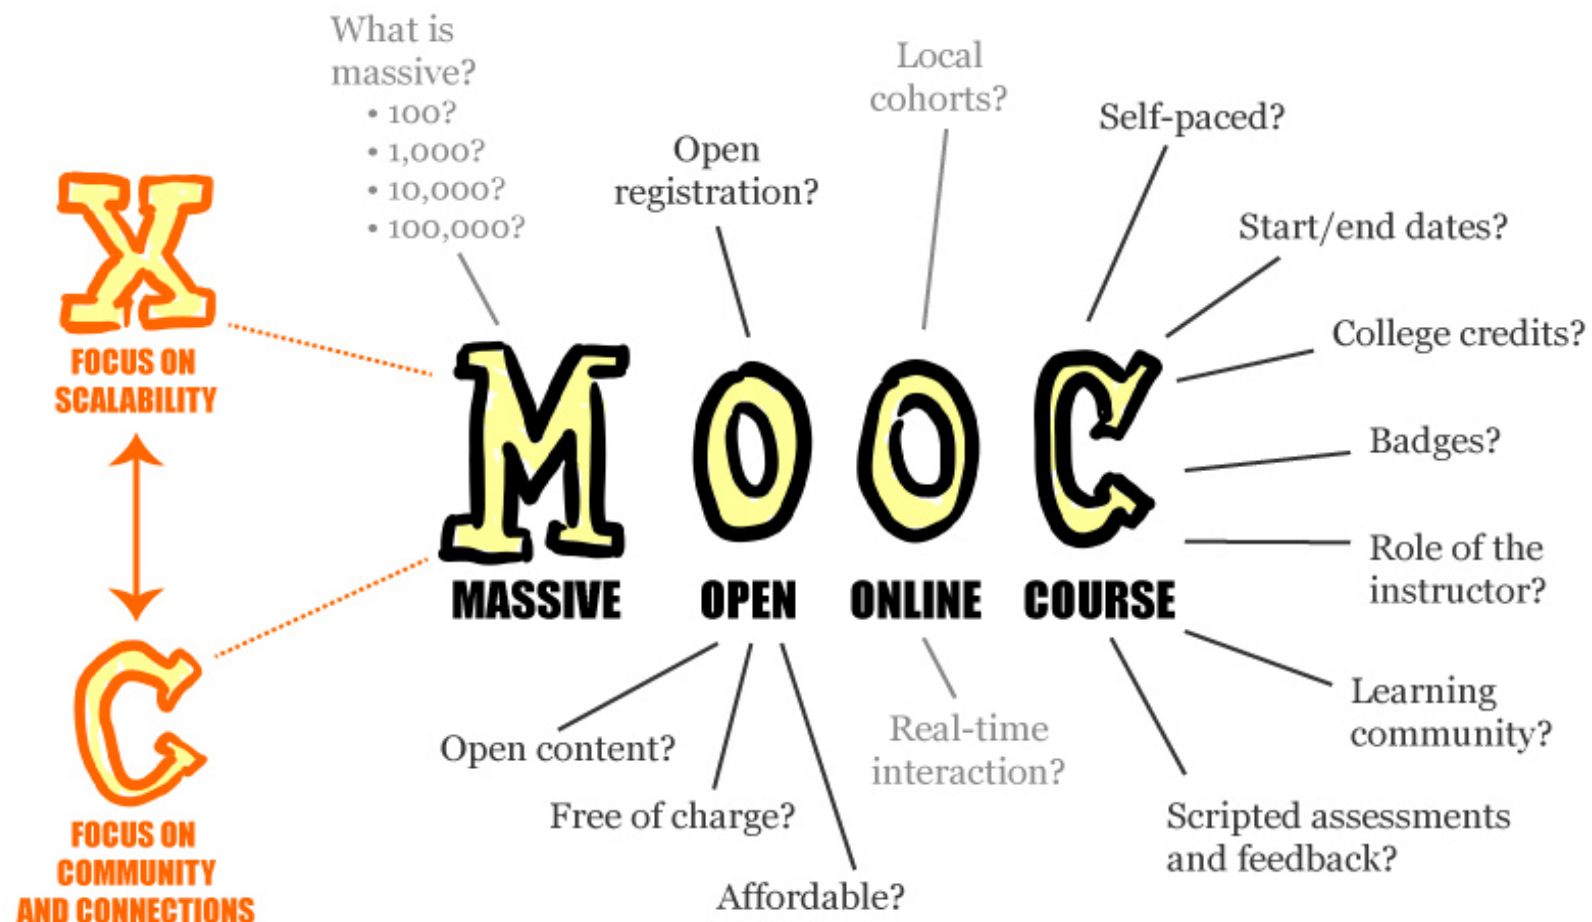 What is
massive?
• 100?
• 1,000?
• 10,000?
• 100,000?
Open
registration?
Local
cohorts?
Self-paced?
Start/end dates?
College credits?
Badges?
Role of the
instructor?
Learning
community?
Scripted assessments
and feedback?
X
FOCUS ON
SCALABILITY
C
FOCUS ON
COMMUNITY
AND CONNECTIONS
M O O C
MASSIVE OPEN ONLINE COURSE
Open content?
Free of charge?
Affordable?
Real-time
interaction?